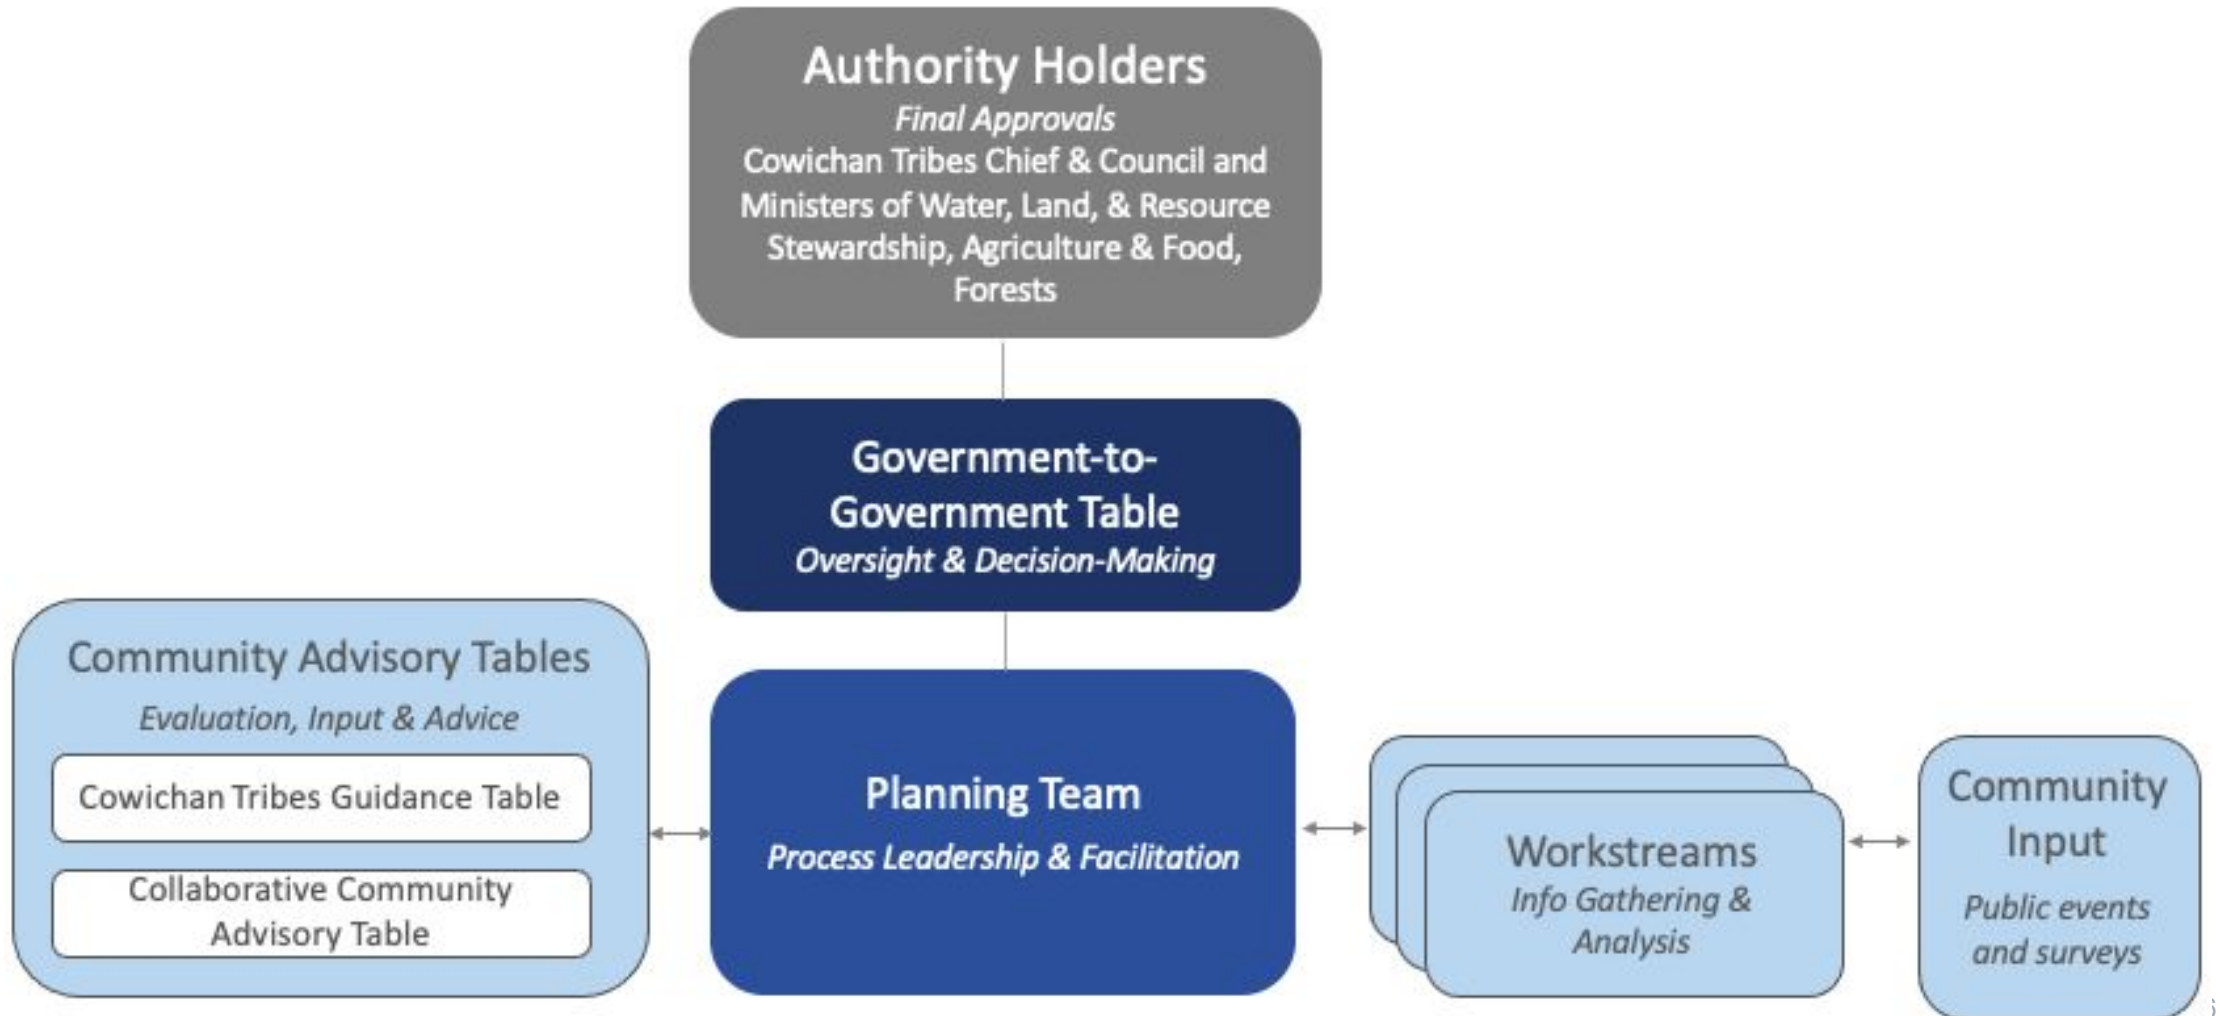 Authority Holders
Final Approvals
Cowichan Tribes Chief & Council and
Ministers of Water, Land, & Resource
Stewardship, Agriculture & Food,
Forests
Government-to-
Government Table
Oversight & Decision-Making
Community Advisory Tables
Evaluation, Input & Advice
Cowichan Tribes Guidance Table
Collaborative Community
Advisory Table
Planning Team
Process Leadership & Facilitation
Workstreams
Info Gathering &
Analysis
Community
Input
Public events
and surveys